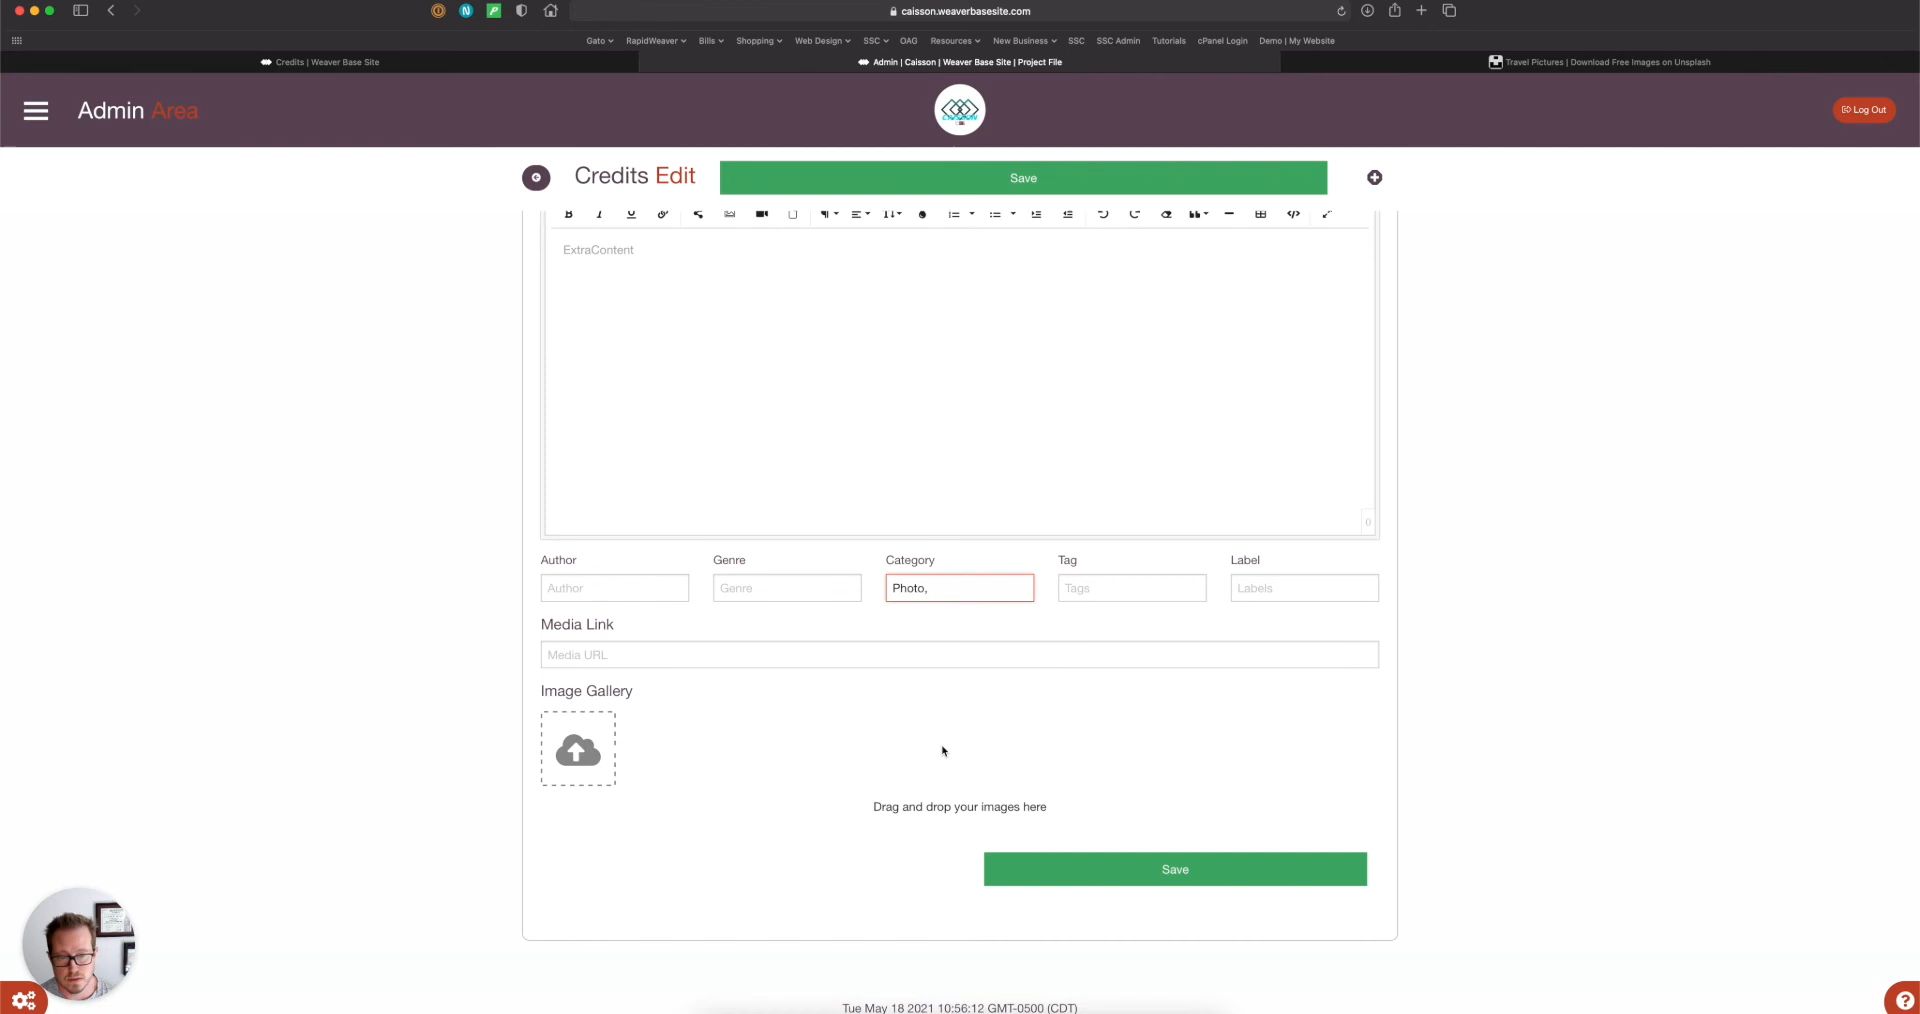 caisson.weaverbasesite.com
Gato RapidWeaver Bills Shopping Web Design SSC OAG Resources New Business SSC SSC Admin Tutorials cPanel Login Demo | My Website
Credits | Weaver Base Site
Admin | Caisson | Weaver Base Site | Project File
Travel Pictures | Download Free Images on Unsplash
Admin Area
CAISSON
Log Out
Credits Edit
Save
ExtraContent
0
Author Genre Category Tag Label
Author Genre Photo, Tags Labels
Media Link
Media URL
Image Gallery
Drag and drop your images here
Save
Tue May 18 2021 10:56:12 GMT-0500 (CDT)